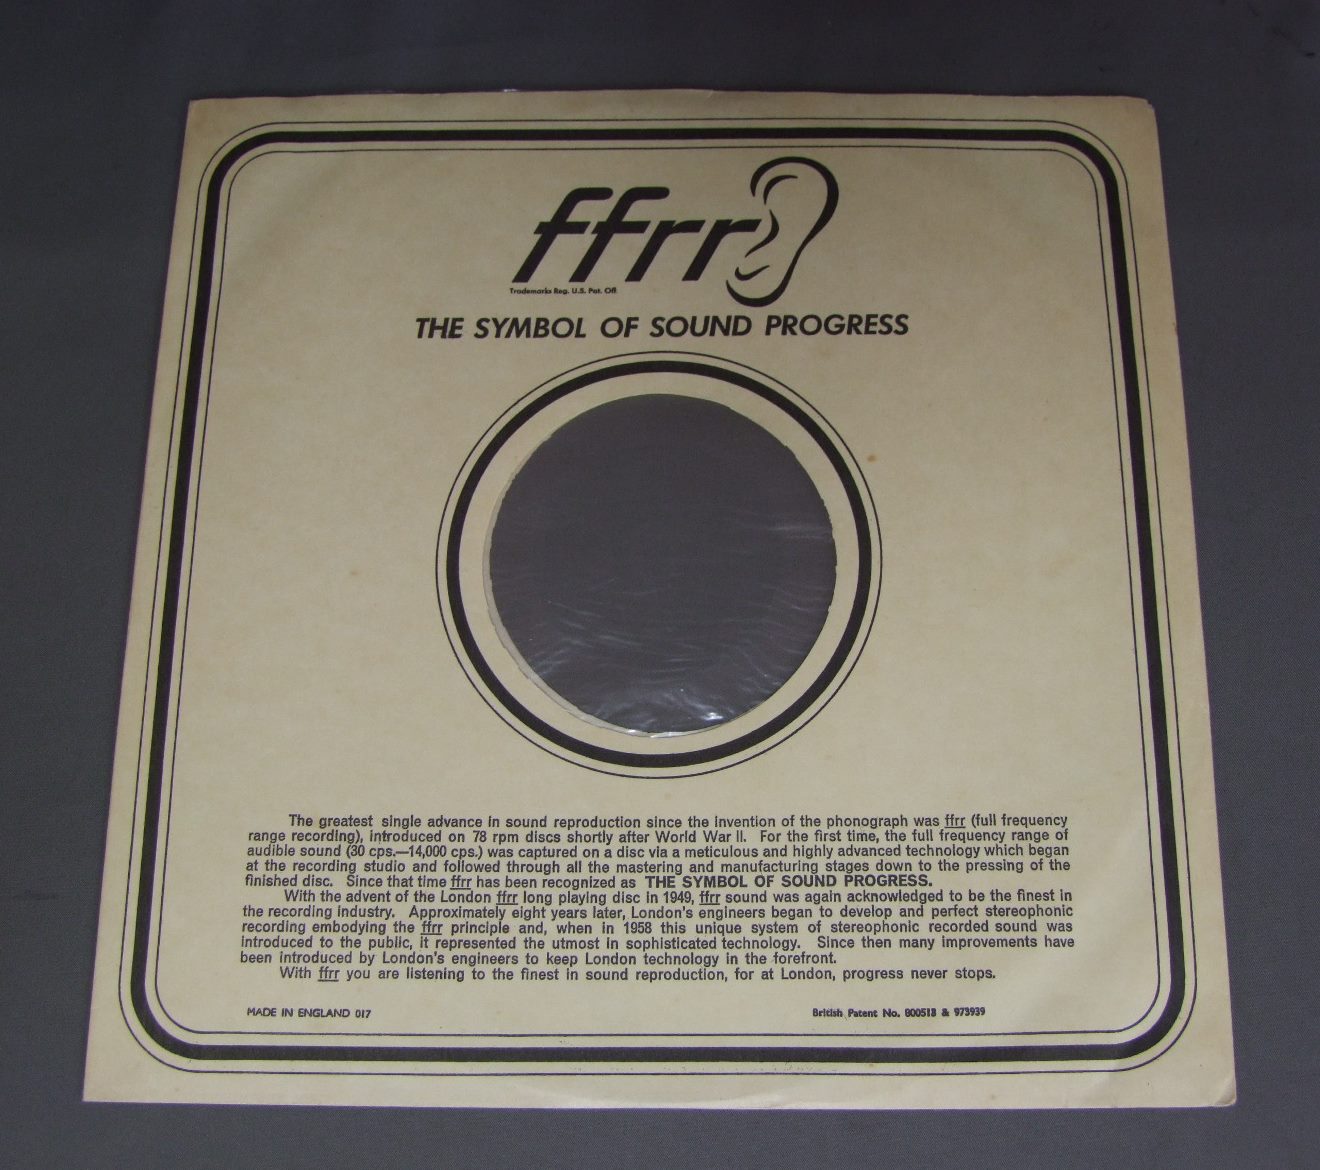 ffrr
Trademarks Reg. U.S. Pat. Off.
THE SYMBOL OF SOUND PROGRESS
The greatest single advance in sound reproduction since the invention of the phonograph was ffrr (full frequency
range recording), introduced on 78 rpm discs shortly after World War II. For the first time, the full frequency range of
audible sound (30 cps.—14,000 cps.) was captured on a disc via a meticulous and highly advanced technology which began
at the recording studio and followed through all the mastering and manufacturing stages down to the pressing of the
finished disc. Since that time ffrr has been recognized as THE SYMBOL OF SOUND PROGRESS.
With the advent of the London ffrr long playing disc in 1949, ffrr sound was again acknowledged to be the finest in
the recording industry. Approximately eight years later, London's engineers began to develop and perfect stereophonic
recording embodying the ffrr principle and, when in 1958 this unique system of stereophonic recorded sound was
introduced to the public, it represented the utmost in sophisticated technology. Since then many improvements have
been introduced by London's engineers to keep London technology in the forefront.
With ffrr you are listening to the finest in sound reproduction, for at London, progress never stops.
MADE IN ENGLAND 017
British Patent No. 800513 & 973939